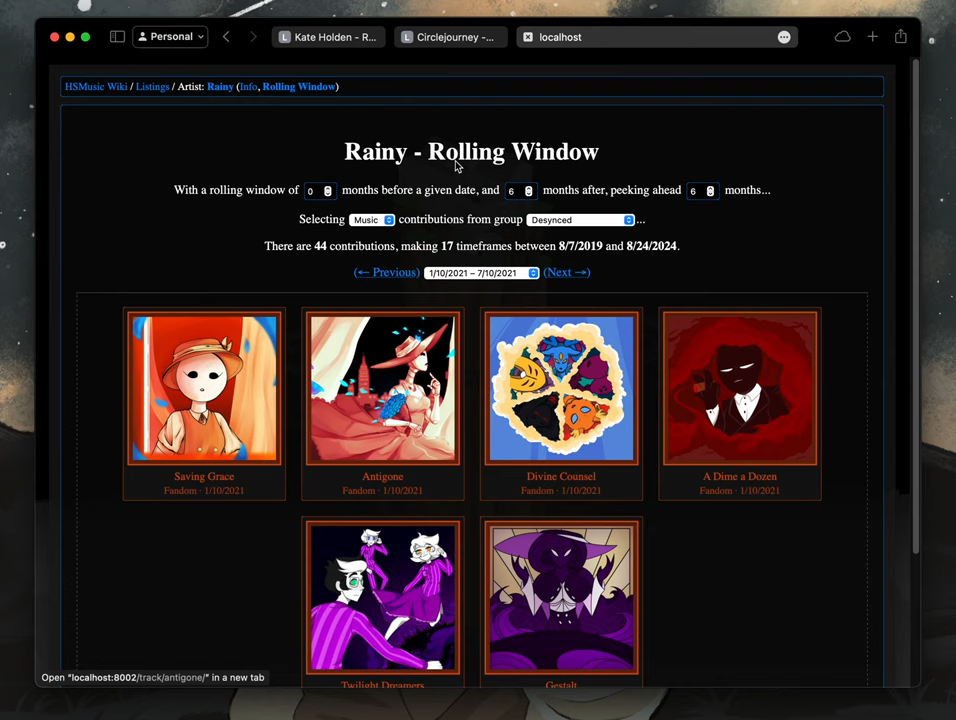 Personal
Kate Holden - R...
Circlejourney -...
localhost
HSMusic Wiki / Listings / Artist: Rainy (Info, Rolling Window)
Rainy - Rolling Window
With a rolling window of 0 months before a given date, and 6 months after, peeking ahead 6 months...
Selecting Music contributions from group Desynced ...
There are 44 contributions, making 17 timeframes between 8/7/2019 and 8/24/2024.
(← Previous) 1/10/2021 – 7/10/2021 (Next →)
Saving Grace
Fandom · 1/10/2021
Antigone
Fandom · 1/10/2021
Divine Counsel
Fandom · 1/10/2021
A Dime a Dozen
Fandom · 1/10/2021
Twilight Dreamers
Gestalt
Open "localhost:8002/track/antigone/" in a new tab